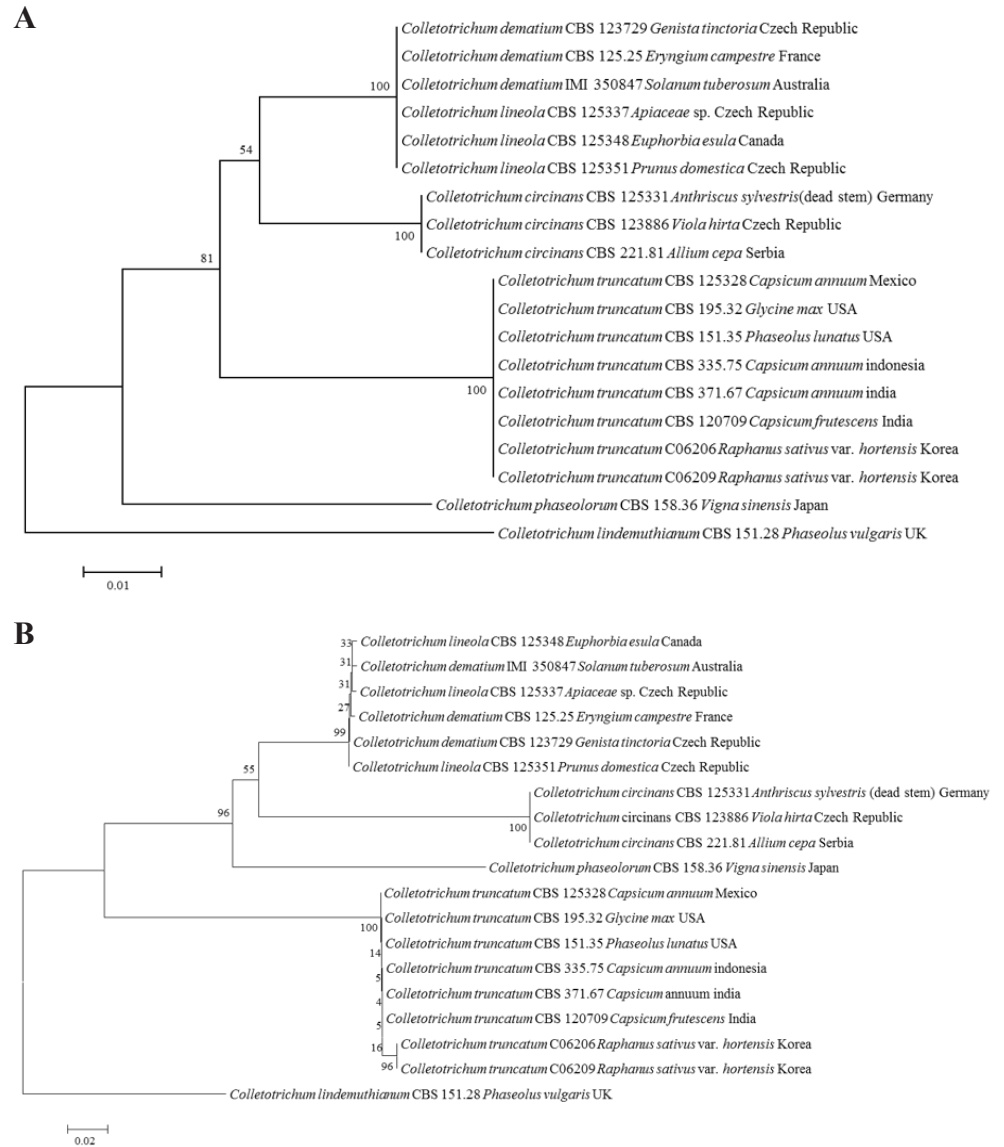 A
Colletotrichum dematium CBS 123729 Genista tinctoria Czech Republic
Colletotrichum dematium CBS 125.25 Eryngium campestre France
Colletotrichum dematium IMI 350847 Solanum tuberosum Australia
100
Colletotrichum lineola CBS 125337 Apiaceae sp. Czech Republic
Colletotrichum lineola CBS 125348 Euphorbia esula Canada
54
Colletotrichum lineola CBS 125351 Prunus domestica Czech Republic
Colletotrichum circinans CBS 125331 Anthriscus sylvestris(dead stem) Germany
Colletotrichum circinans CBS 123886 Viola hirta Czech Republic
100
Colletotrichum circinans CBS 221.81 Allium cepa Serbia
81
Colletotrichum truncatum CBS 125328 Capsicum annuum Mexico
Colletotrichum truncatum CBS 195.32 Glycine max USA
Colletotrichum truncatum CBS 151.35 Phaseolus lunatus USA
Colletotrichum truncatum CBS 335.75 Capsicum annuum indonesia
100
Colletotrichum truncatum CBS 371.67 Capsicum annuum india
Colletotrichum truncatum CBS 120709 Capsicum frutescens India
Colletotrichum truncatum C06206 Raphanus sativus var. hortensis Korea
Colletotrichum truncatum C06209 Raphanus sativus var. hortensis Korea
Colletotrichum phaseolorum CBS 158.36 Vigna sinensis Japan
Colletotrichum lindemuthianum CBS 151.28 Phaseolus vulgaris UK
0.01
B
33
Colletotrichum lineola CBS 125348 Euphorbia esula Canada
31
Colletotrichum dematium IMI 350847 Solanum tuberosum Australia
31
Colletotrichum lineola CBS 125337 Apiaceae sp. Czech Republic
27
Colletotrichum dematium CBS 125.25 Eryngium campestre France
99
Colletotrichum dematium CBS 123729 Genista tinctoria Czech Republic
55
Colletotrichum lineola CBS 125351 Prunus domestica Czech Republic
Colletotrichum circinans CBS 125331 Anthriscus sylvestris (dead stem) Germany
96
Colletotrichum circinans CBS 123886 Viola hirta Czech Republic
100
Colletotrichum circinans CBS 221.81 Allium cepa Serbia
Colletotrichum phaseolorum CBS 158.36 Vigna sinensis Japan
Colletotrichum truncatum CBS 125328 Capsicum annuum Mexico
Colletotrichum truncatum CBS 195.32 Glycine max USA
100
Colletotrichum truncatum CBS 151.35 Phaseolus lunatus USA
14
Colletotrichum truncatum CBS 335.75 Capsicum annuum indonesia
5
Colletotrichum truncatum CBS 371.67 Capsicum annuum india
4
Colletotrichum truncatum CBS 120709 Capsicum frutescens India
5
Colletotrichum truncatum C06206 Raphanus sativus var. hortensis Korea
16
Colletotrichum truncatum C06209 Raphanus sativus var. hortensis Korea
96
Colletotrichum lindemuthianum CBS 151.28 Phaseolus vulgaris UK
0.02